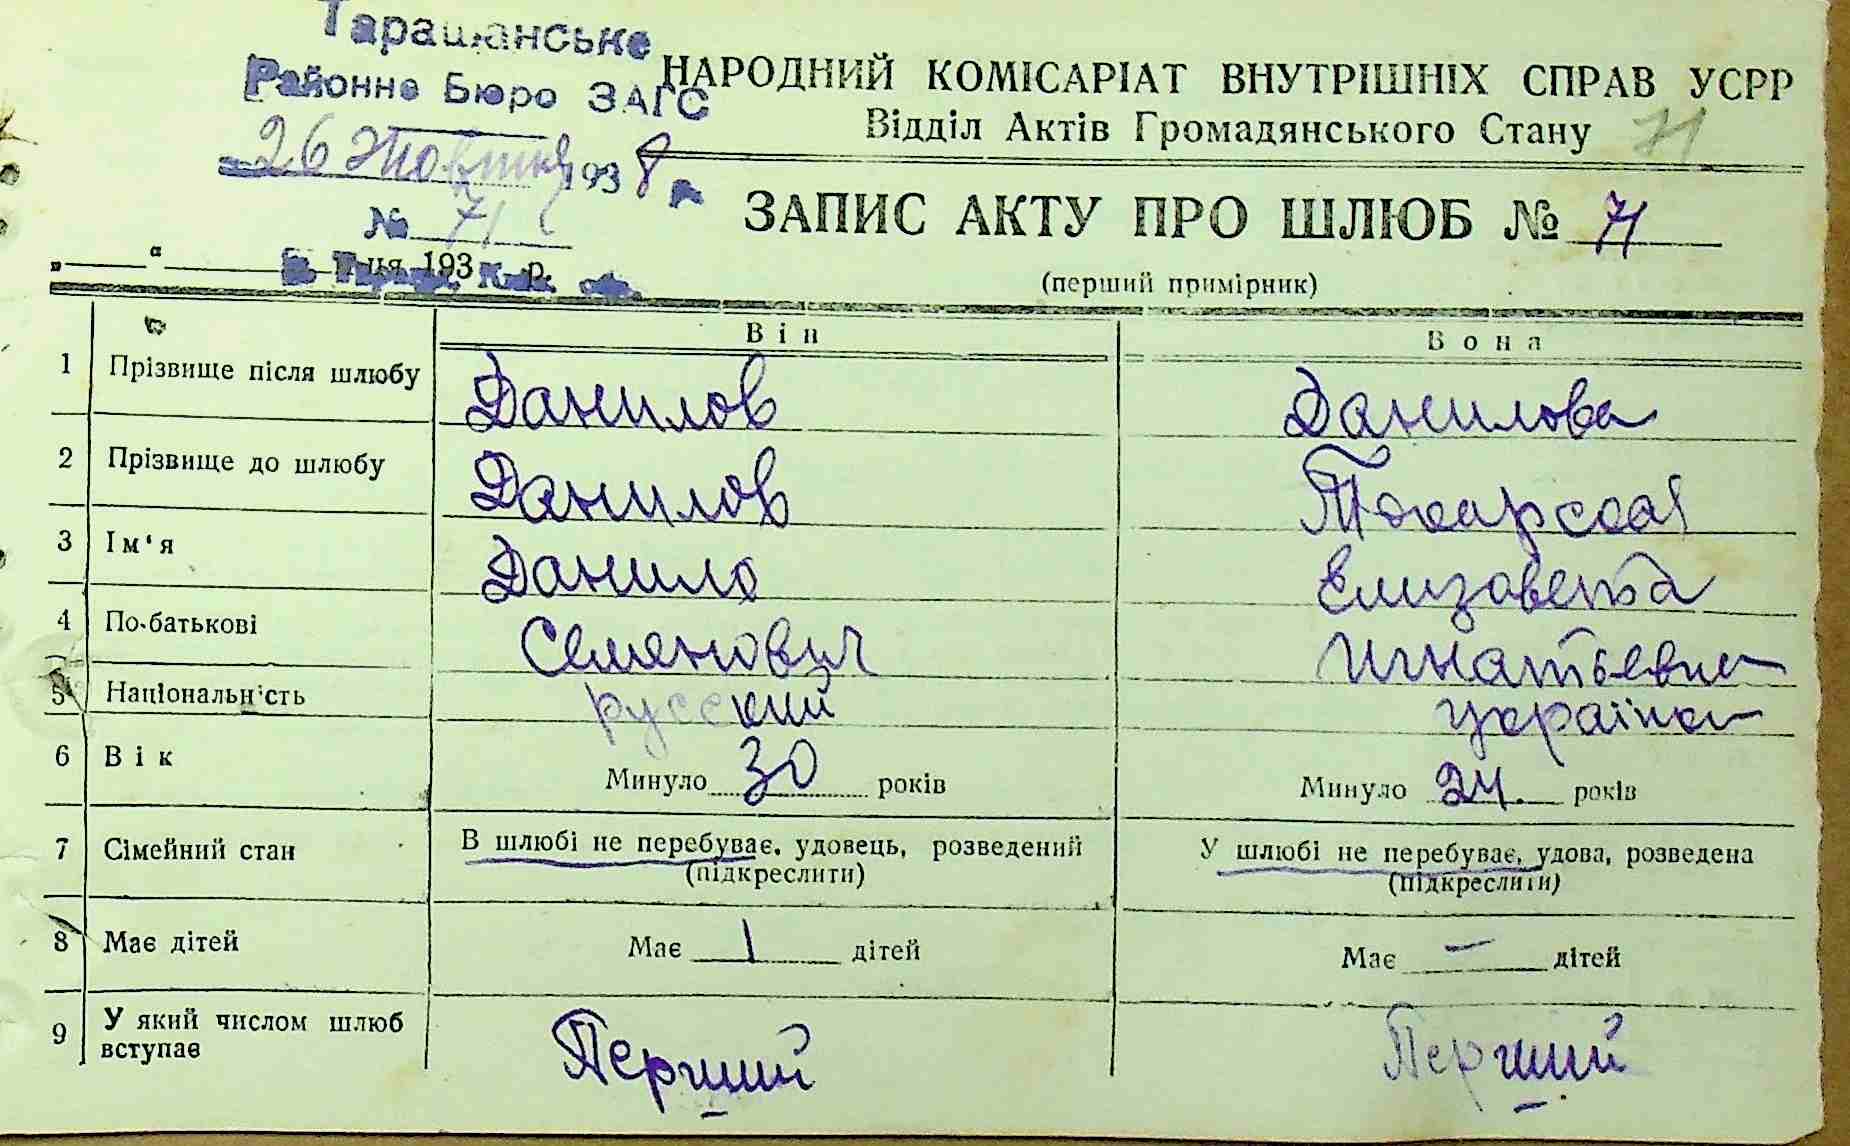 Таращанське
Районне Бюро ЗАГС
26 Жовтня 1938 р.
№ 71
НАРОДНИЙ КОМІСАРІАТ ВНУТРІШНІХ СПРАВ УСРР
Відділ Актів Громадянського Стану 71
ЗАПИС АКТУ ПРО ШЛЮБ № 71
„ “ ця 193 р.
(перший примірник)
Він Вона
1 Прізвище після шлюбу Данилов Данилова
2 Прізвище до шлюбу Данилов Токарская
3 Ім'я Данило Елизавета
4 По-батькові Семенович Игнатьевна
5 Національність русский українка
6 Вік Минуло 30 років Минуло 24 років
7 Сімейний стан В шлюбі не перебуває, удовець, розведений У шлюбі не перебуває, удова, розведена
(підкреслити) (підкреслити)
8 Має дітей Має 1 дітей Має — дітей
9 У який числом шлюб вступає Перший Перший